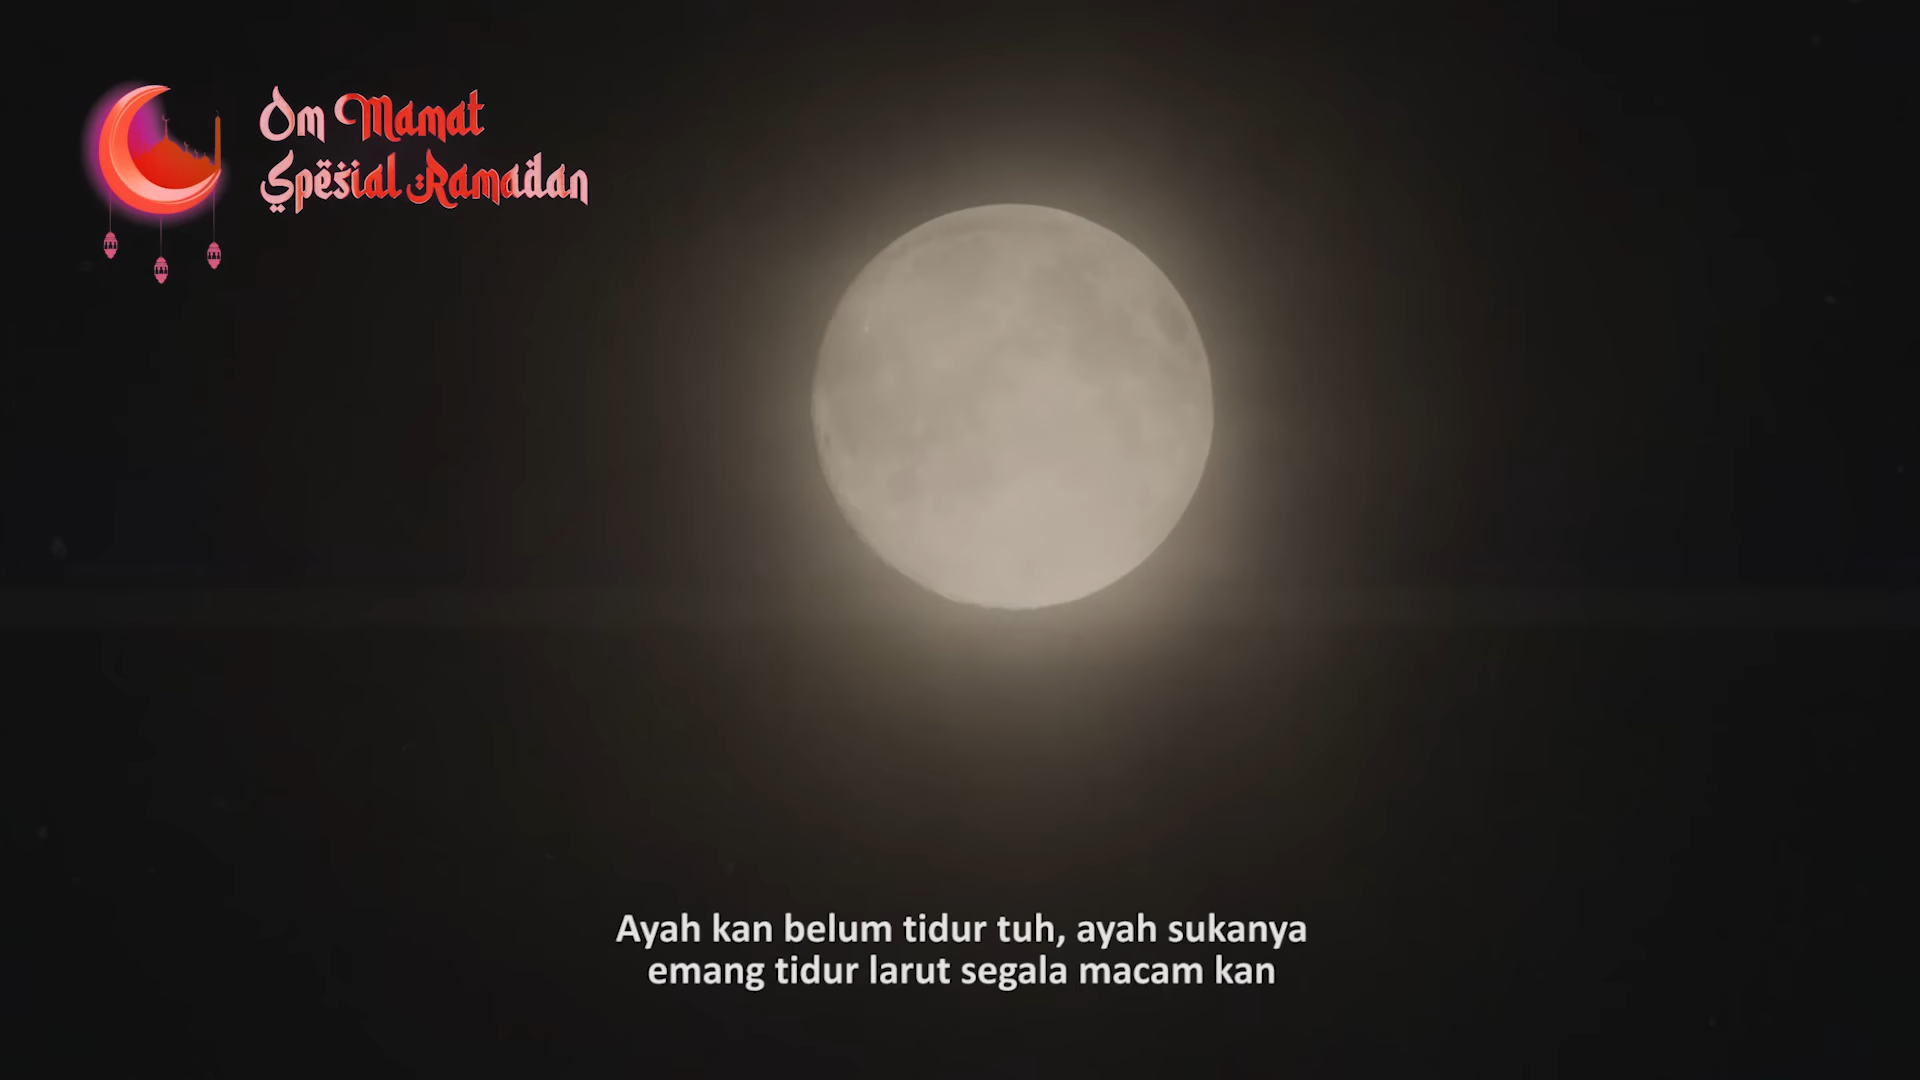 Om Mamat
Spesial Ramadan
Ayah kan belum tidur tuh, ayah sukanya
emang tidur larut segala macam kan